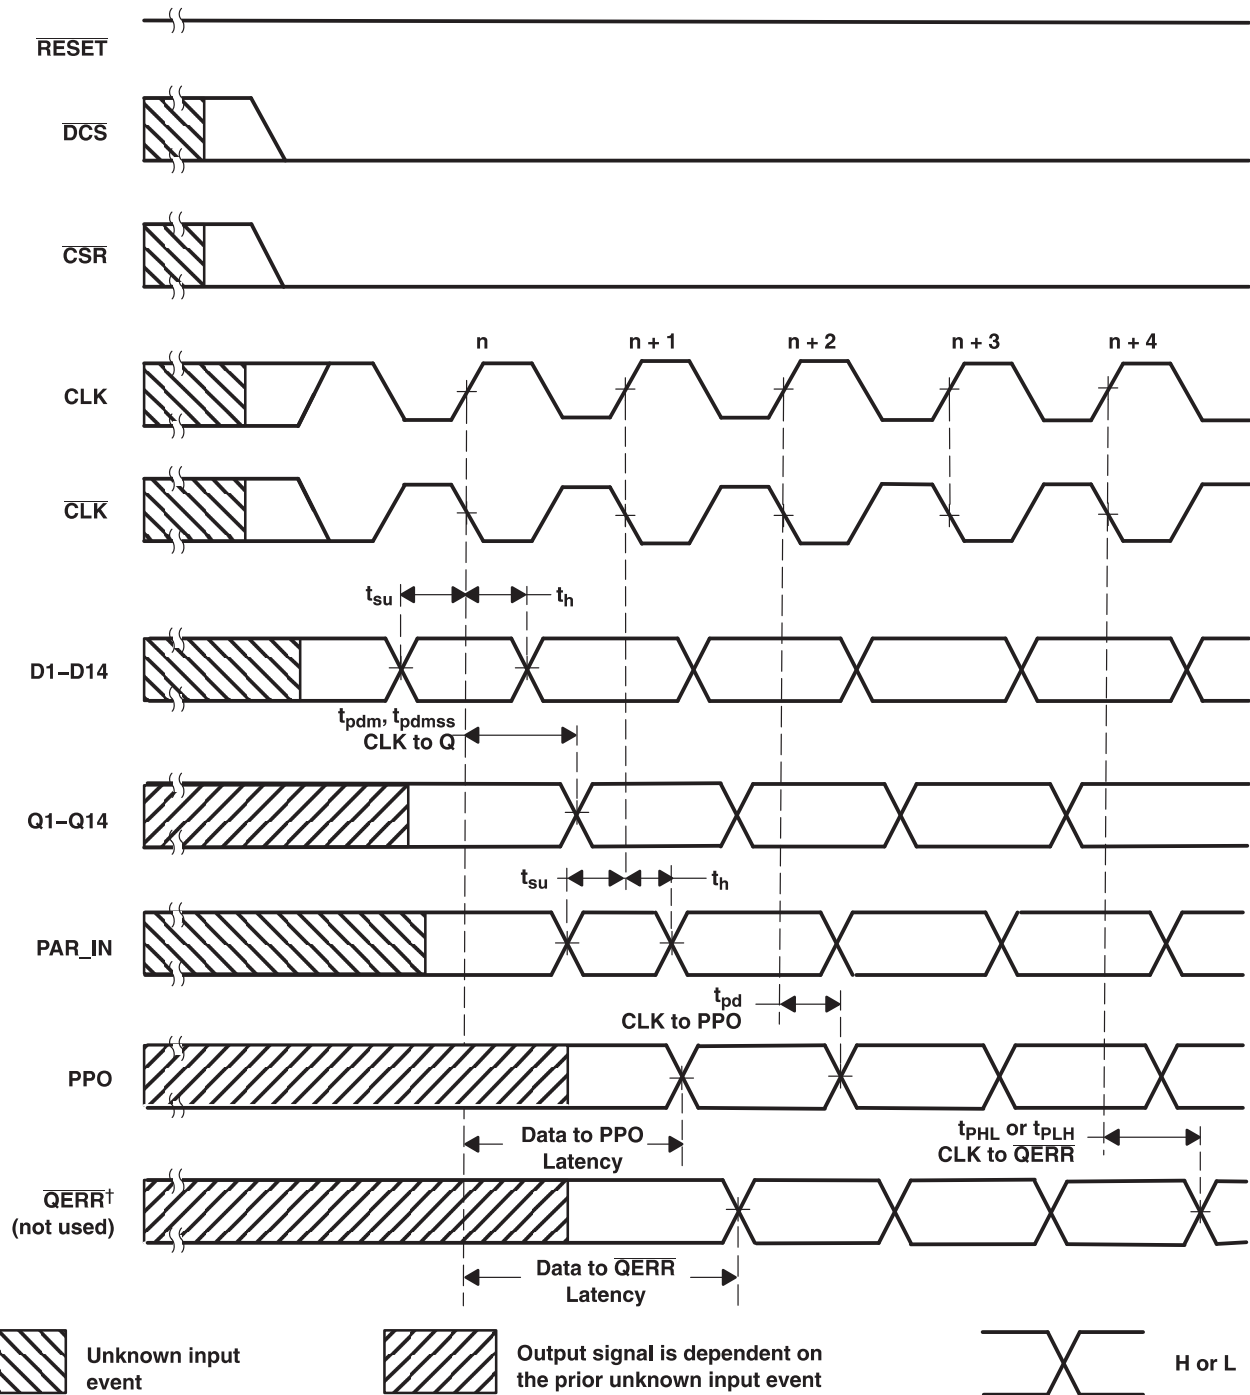 RESET
DCS
CSR
n n + 1 n + 2 n + 3 n + 4
CLK
CLK
tsu th
D1–D14
tpdm, tpdmss
CLK to Q
Q1–Q14
tsu th
PAR_IN
tpd
CLK to PPO
PPO
Data to PPO
Latency
tPHL or tPLH
CLK to QERR
QERR†
(not used)
Data to QERR
Latency
Unknown input
event
Output signal is dependent on
the prior unknown input event
H or L